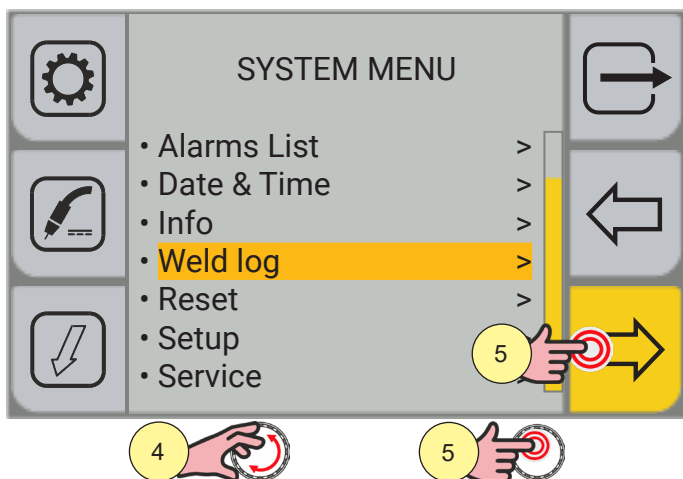 SYSTEM MENU
• Alarms List >
• Date & Time >
• Info >
• Weld log >
• Reset >
• Setup
• Service >
5
4
5